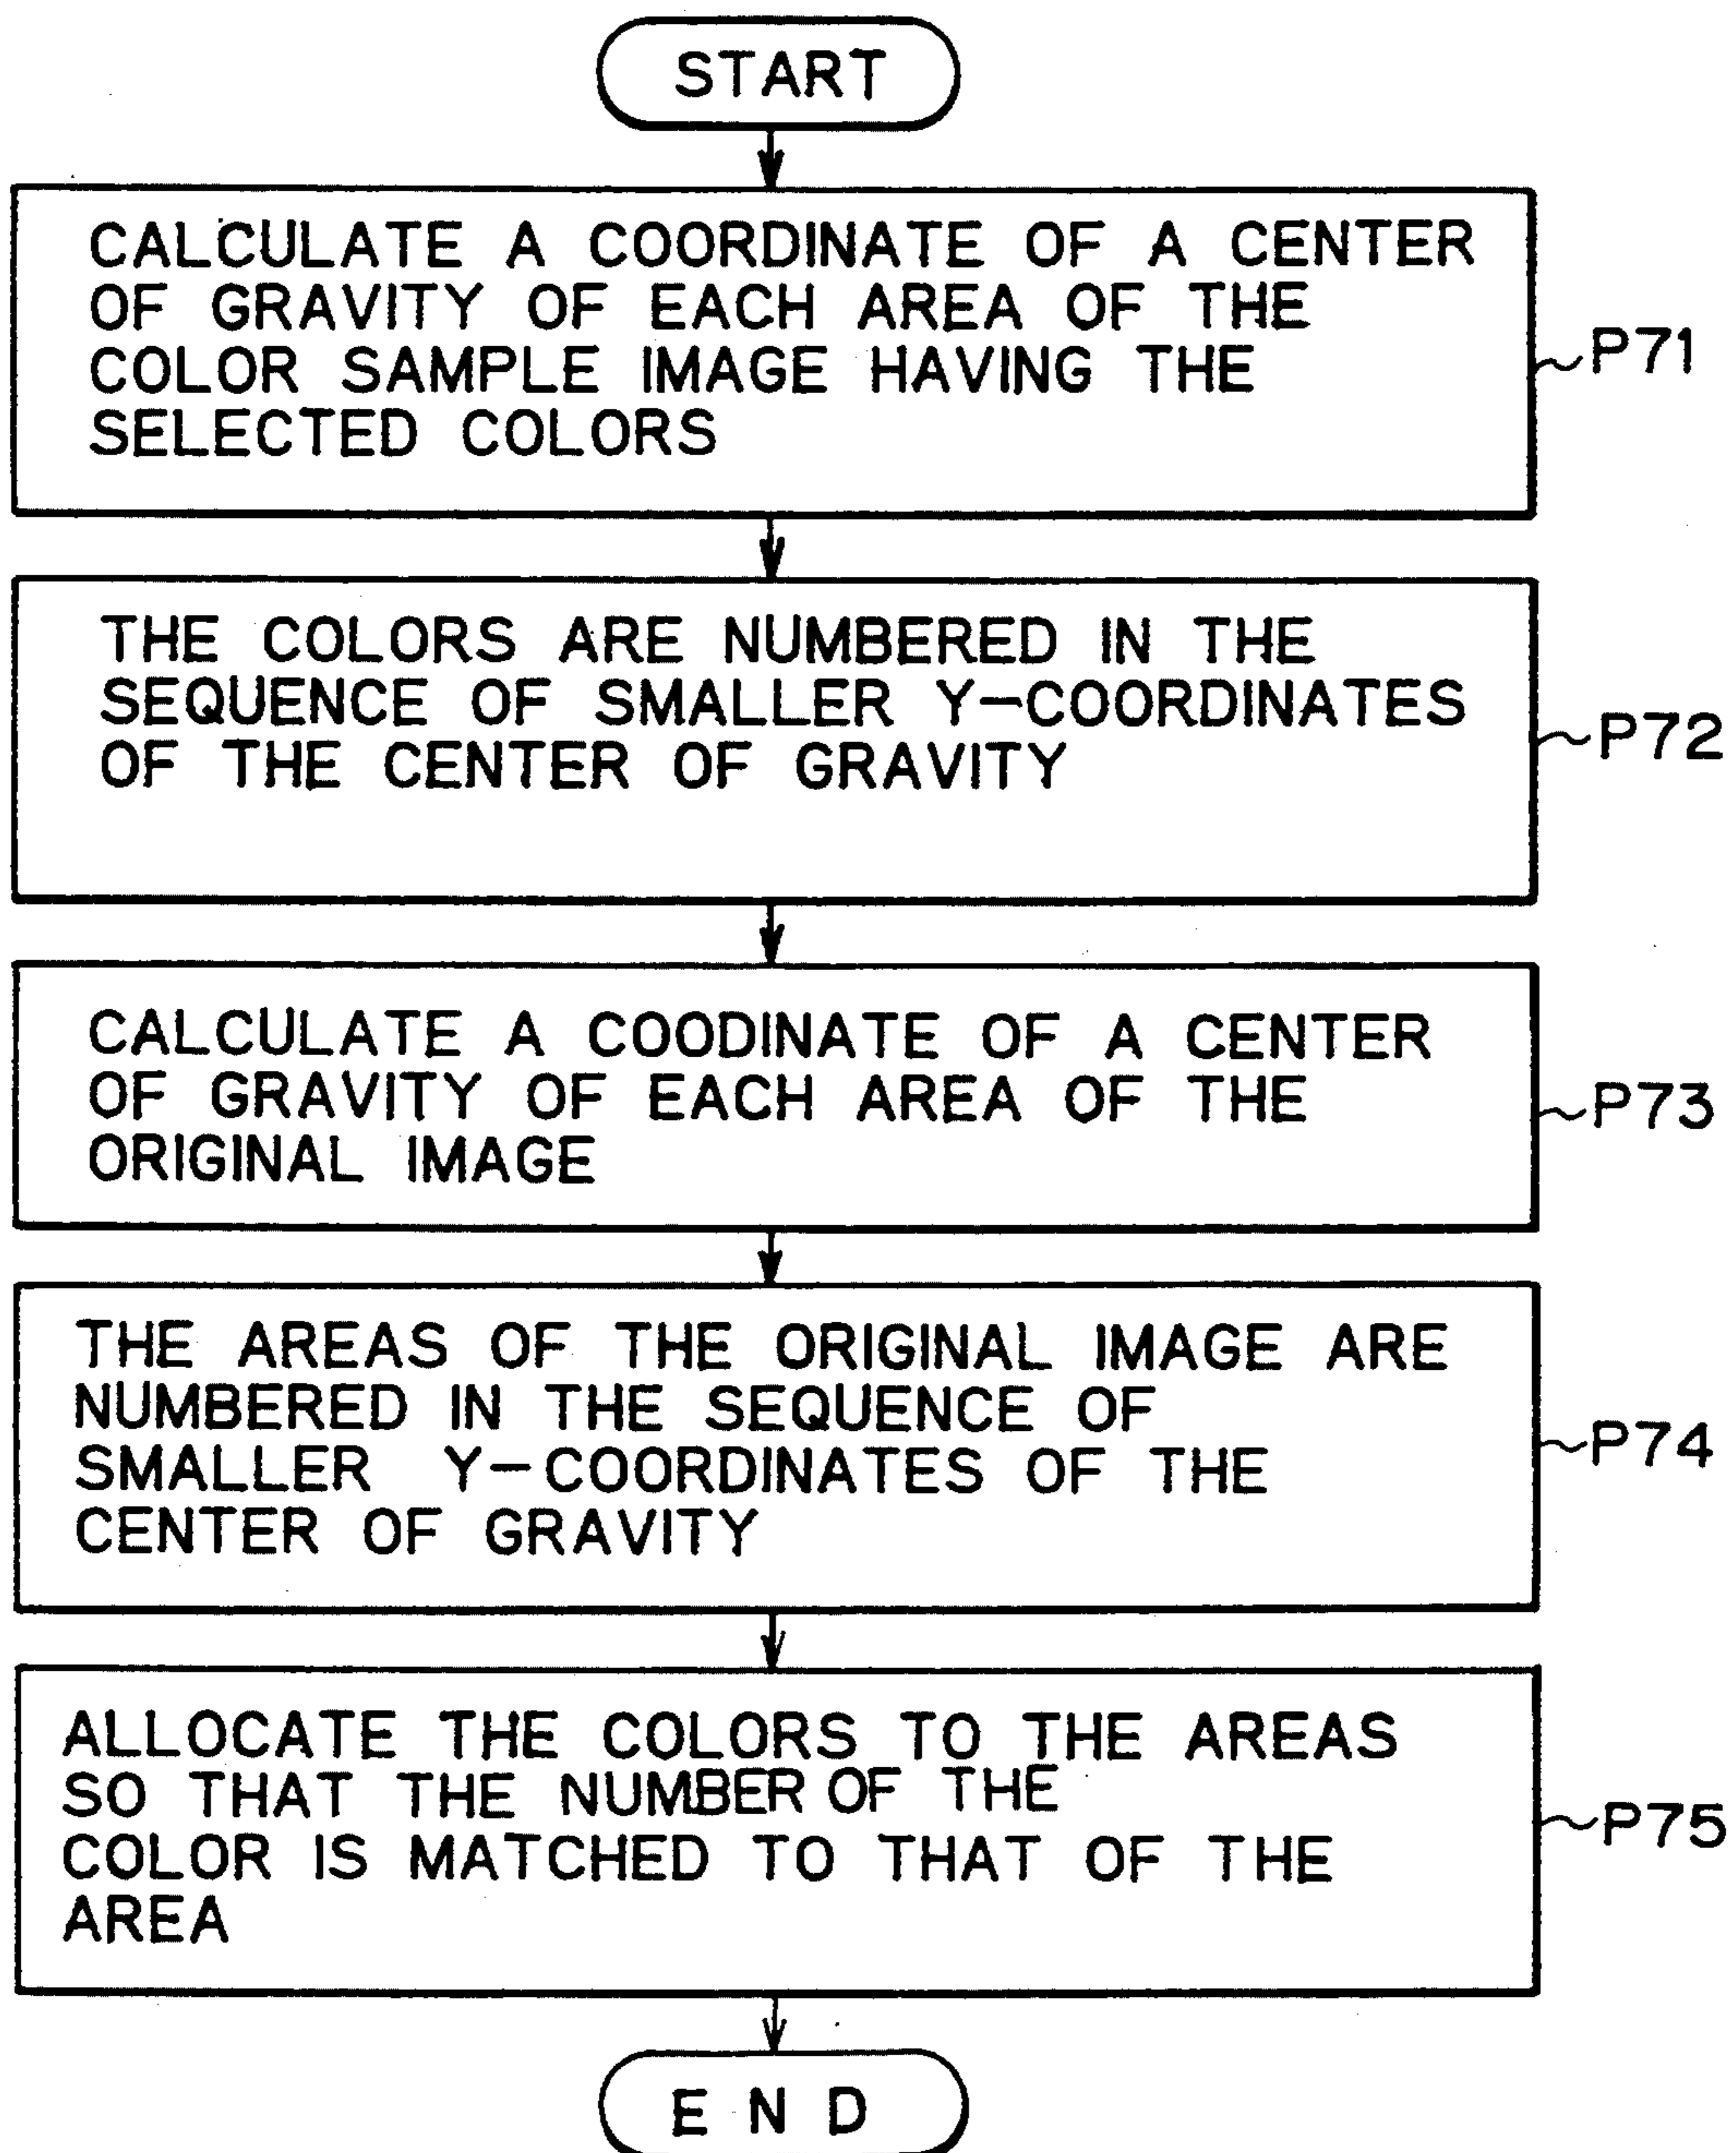 START
CALCULATE A COORDINATE OF A CENTER
OF GRAVITY OF EACH AREA OF THE
COLOR SAMPLE IMAGE HAVING THE
SELECTED COLORS
P71
THE COLORS ARE NUMBERED IN THE
SEQUENCE OF SMALLER Y-COORDINATES
OF THE CENTER OF GRAVITY
P72
CALCULATE A COODINATE OF A CENTER
OF GRAVITY OF EACH AREA OF THE
ORIGINAL IMAGE
P73
THE AREAS OF THE ORIGINAL IMAGE ARE
NUMBERED IN THE SEQUENCE OF
SMALLER Y-COORDINATES OF THE
CENTER OF GRAVITY
P74
ALLOCATE THE COLORS TO THE AREAS
SO THAT THE NUMBER OF THE
COLOR IS MATCHED TO THAT OF THE
AREA
P75
END